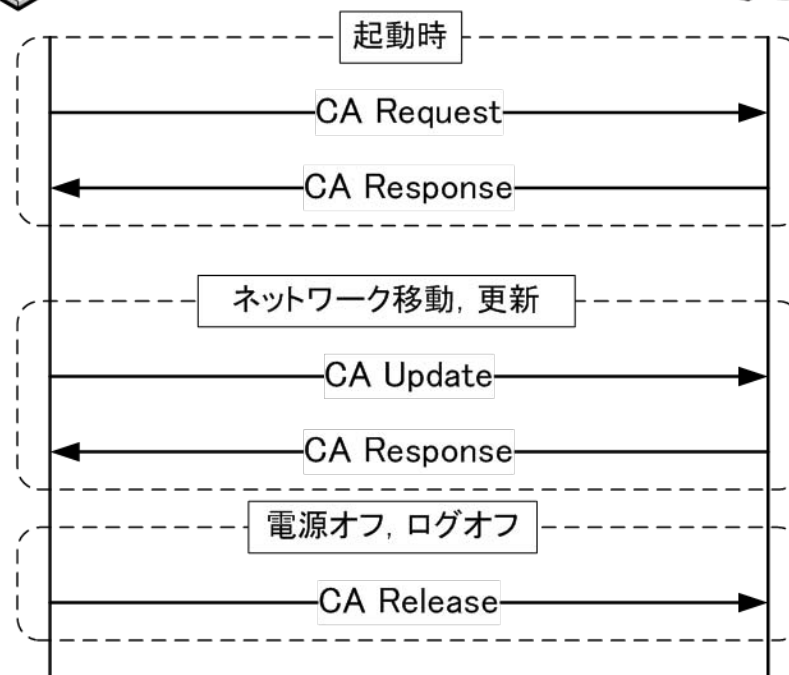 起動時
CA Request
CA Response
ネットワーク移動, 更新
CA Update
CA Response
電源オフ, ログオフ
CA Release